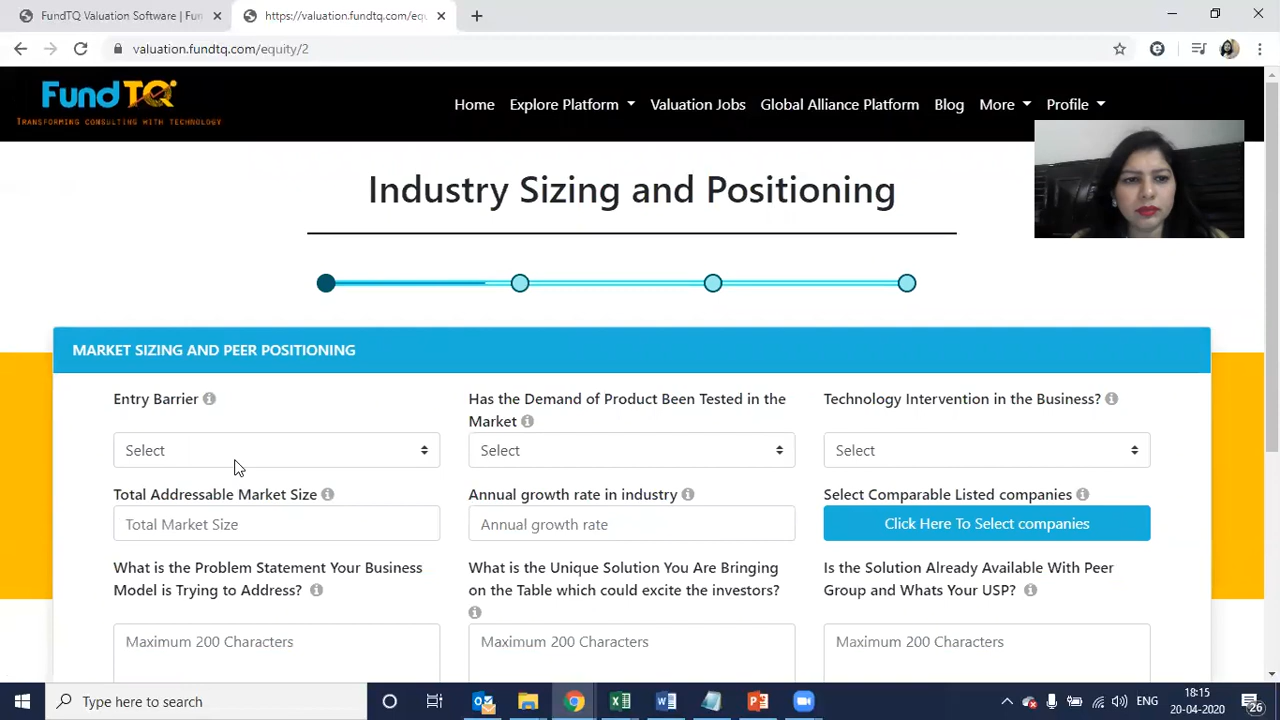 FundTQ Valuation Software | Fun
https://valuation.fundtq.com/equ
valuation.fundtq.com/equity/2
FundTQ
TRANSFORMING CONSULTING WITH TECHNOLOGY
Home Explore Platform Valuation Jobs Global Alliance Platform Blog More Profile
Industry Sizing and Positioning
MARKET SIZING AND PEER POSITIONING
Entry Barrier
Select
Has the Demand of Product Been Tested in the
Market
Select
Technology Intervention in the Business?
Select
Total Addressable Market Size
Total Market Size
Annual growth rate in industry
Annual growth rate
Select Comparable Listed companies
Click Here To Select companies
What is the Problem Statement Your Business
Model is Trying to Address?
Maximum 200 Characters
What is the Unique Solution You Are Bringing
on the Table which could excite the investors?
Maximum 200 Characters
Is the Solution Already Available With Peer
Group and Whats Your USP?
Maximum 200 Characters
Type here to search
ENG
18:15
20-04-2020
26